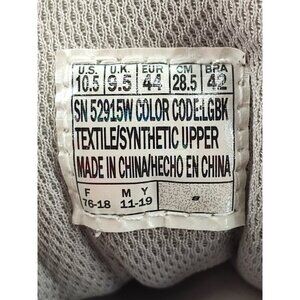 U.S. U.K. EUR CM BRA
10.5 9.5 44 28.5 42
SN 52915W COLOR CODE:LGBK
TEXTILE/SYNTHETIC UPPER
MADE IN CHINA/HECHO EN CHINA
F M Y
76-18 11-19